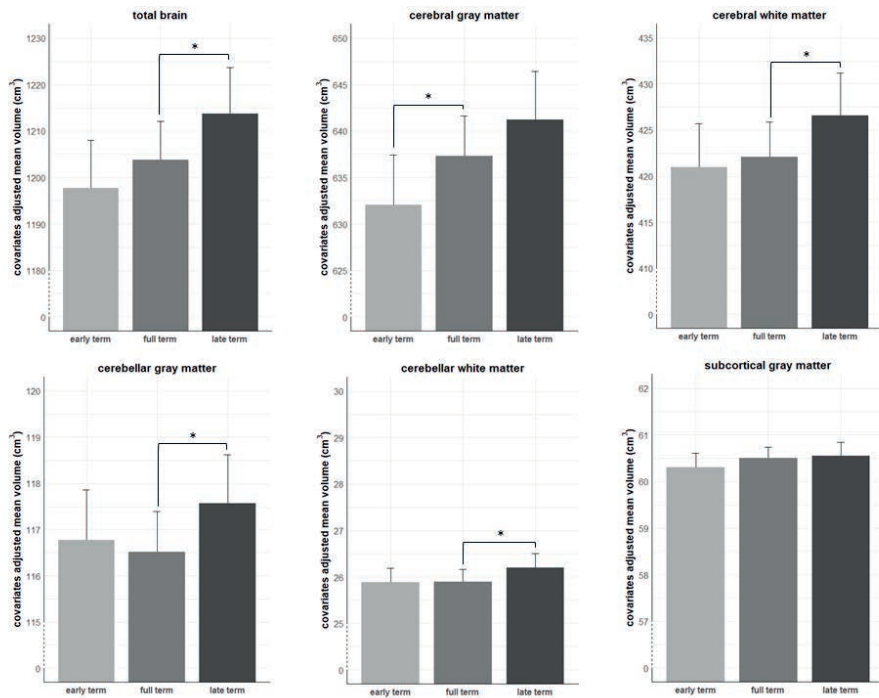 total brain
covariates adjusted mean volume (cm³)
1230
1220
1210
1200
1190
1180
0
*
early term full term late term
cerebral gray matter
covariates adjusted mean volume (cm³)
650
645
640
635
630
625
0
*
early term full term late term
cerebral white matter
covariates adjusted mean volume (cm³)
435
430
425
420
415
410
0
*
early term full term late term
cerebellar gray matter
covariates adjusted mean volume (cm³)
120
119
118
117
116
115
0
*
early term full term late term
cerebellar white matter
covariates adjusted mean volume (cm³)
30
29
28
27
26
25
0
*
early term full term late term
subcortical gray matter
covariates adjusted mean volume (cm³)
62
61
60
59
58
57
0
early term full term late term